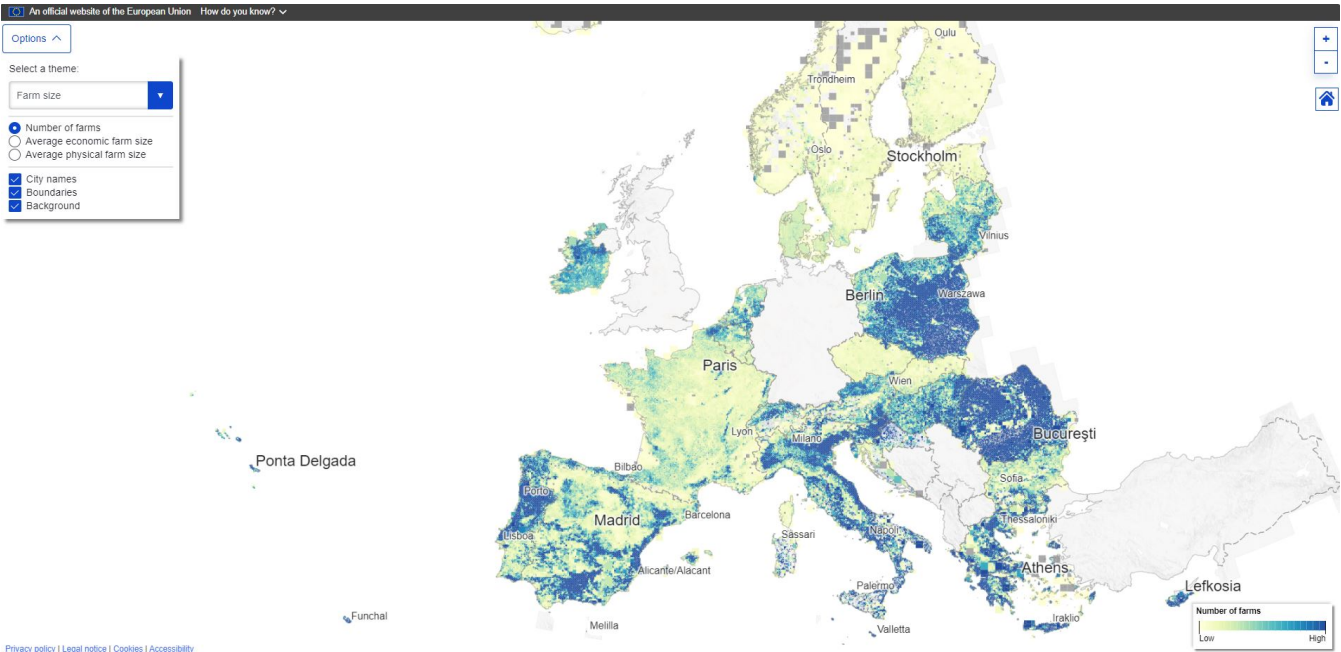 An official website of the European Union How do you know?
Options
Select a theme:
Farm size
Number of farms
Average economic farm size
Average physical farm size
City names
Boundaries
Background
+
-
Oulu
Trondheim
Oslo
Stockholm
Vilnius
Berlin
Warszawa
Paris
Wien
Lyon
Milano
Bucureşti
Ponta Delgada
Bilbao
Sofia
Porto
Madrid
Barcelona
Thessaloniki
Lisboa
Sassari
Napoli
Alicante/Alacant
Athens
Palermo
Lefkosia
Funchal
Melilla
Valletta
Iraklio
Number of farms
Low High
Privacy policy | Legal notice | Cookies | Accessibility